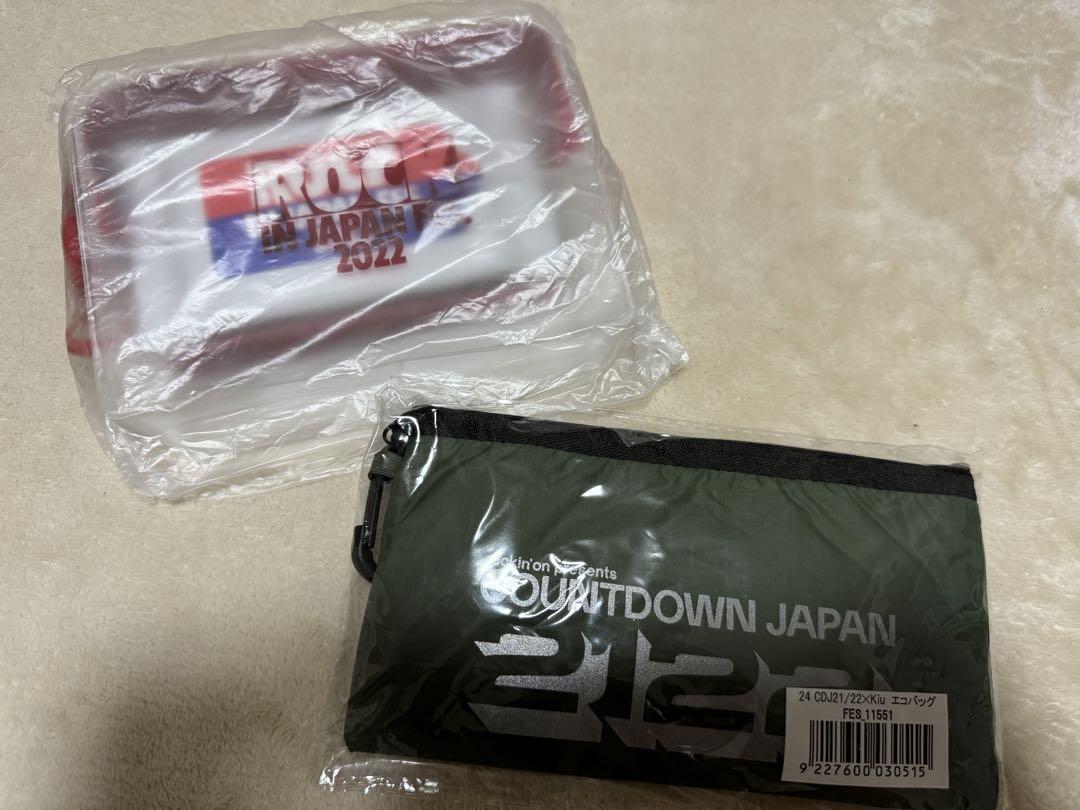 ROCK
IN JAPAN
2022
COUNTDOWN JAPAN
24 CDJ21/22×Kiu エコバッグ
FES_11551
9 227600 030515
presents